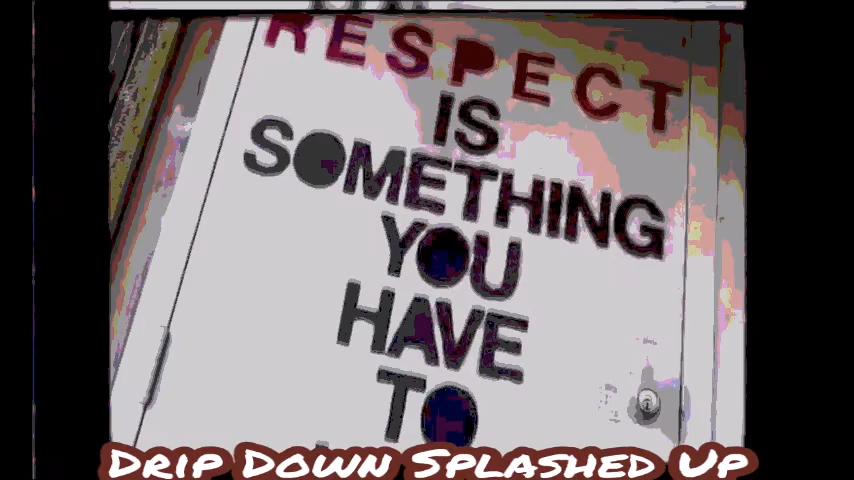 RESPECT
IS
SOMETHING
YOU
HAVE
TO
Drip Down Splashed Up